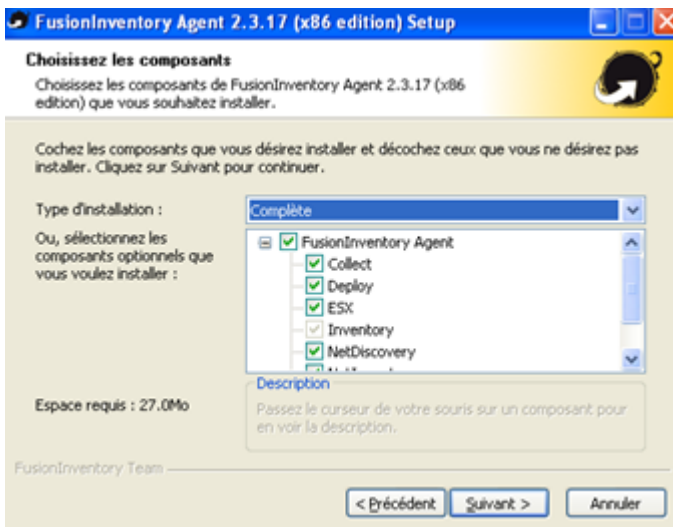 FusionInventory Agent 2.3.17 (x86 edition) Setup
Choisissez les composants
Choisissez les composants de FusionInventory Agent 2.3.17 (x86
edition) que vous souhaitez installer.
Cochez les composants que vous désirez installer et décochez ceux que vous ne désirez pas
installer. Cliquez sur Suivant pour continuer.
Type d'installation :
Complète
Ou, sélectionnez les
composants optionnels que
vous voulez installer :
FusionInventory Agent
Collect
Deploy
ESX
Inventory
NetDiscovery
Espace requis : 27.0Mo
Description
Passez le curseur de votre souris sur un composant pour
en voir la description.
FusionInventory Team
< Précédent
Suivant >
Annuler